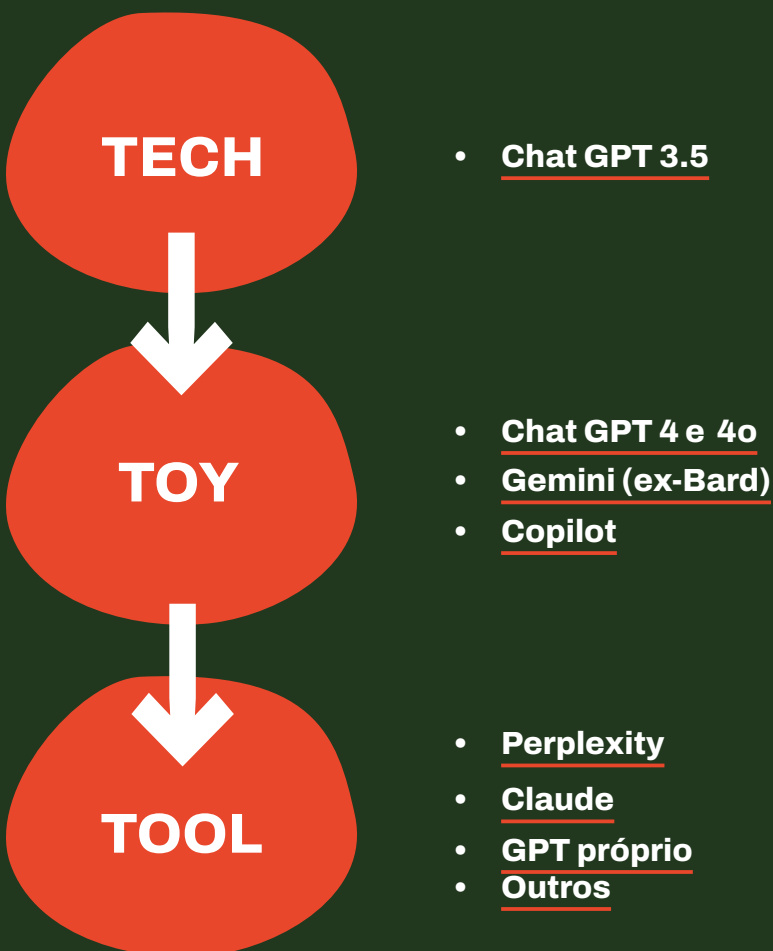 TECH
• Chat GPT 3.5
TOY
• Chat GPT 4 e 4o
• Gemini (ex-Bard)
• Copilot
TOOL
• Perplexity
• Claude
• GPT próprio
• Outros